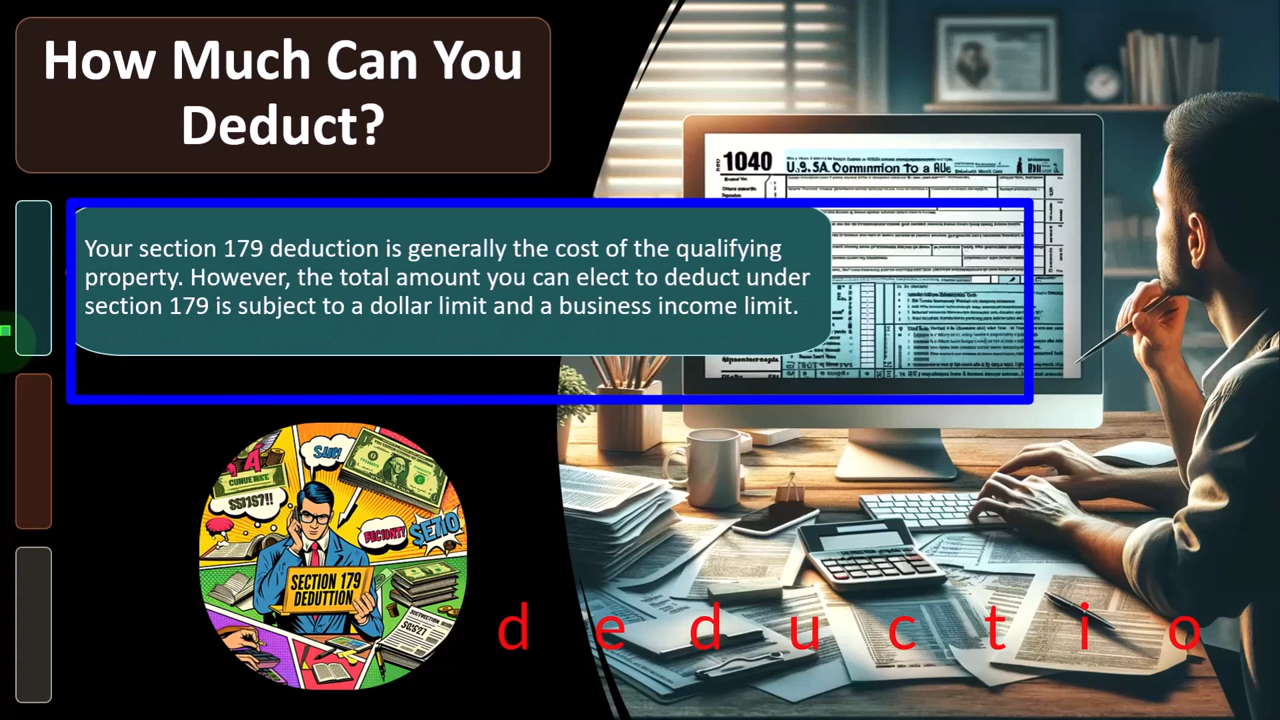 How Much Can You
Deduct?
1040
Your section 179 deduction is generally the cost of the qualifying
property. However, the total amount you can elect to deduct under
section 179 is subject to a dollar limit and a business income limit.
SECTION 179
DEDUTTION
d e d u c t i o